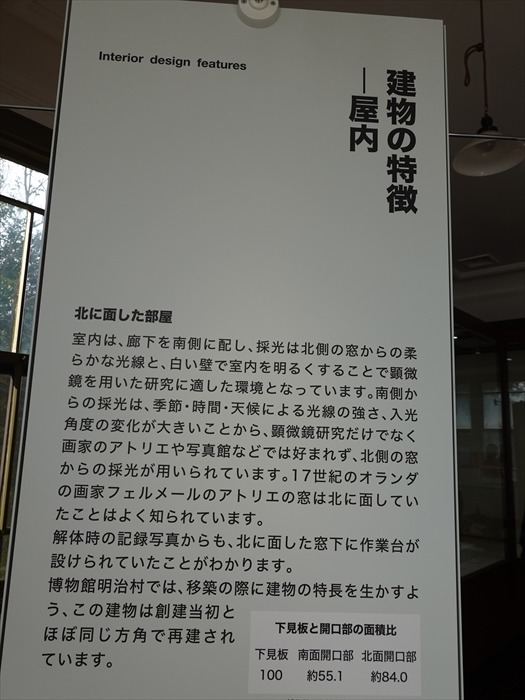 Interior design features
建物の特徴
―屋内
北に面した部屋
室内は、廊下を南側に配し、採光は北側の窓からの柔
らかな光線と、白い壁で室内を明るくすることで顕微
鏡を用いた研究に適した環境となっています。南側か
らの採光は、季節・時間・天候による光線の強さ、入光
角度の変化が大きいことから、顕微鏡研究だけでなく
画家のアトリエや写真館などでは好まれず、北側の窓
からの採光が用いられています。17世紀のオランダ
の画家フェルメールのアトリエの窓は北に面してい
たことはよく知られています。
解体時の記録写真からも、北に面した窓下に作業台が
設けられていたことがわかります。
博物館明治村では、移築の際に建物の特長を生かすよ
う、この建物は創建当初と
ほぼ同じ方角で再建され
ています。
下見板と開口部の面積比
下見板 南面開口部 北面開口部
100 約55.1 約84.0